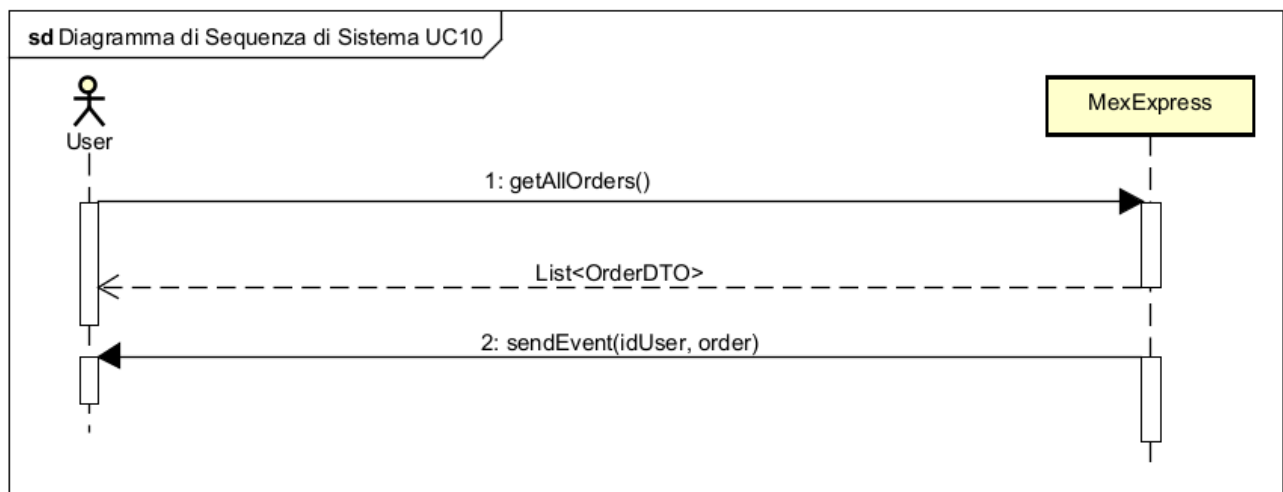 sd Diagramma di Sequenza di Sistema UC10
User
MexExpress
1: getAllOrders()
List<OrderDTO>
2: sendEvent(idUser, order)